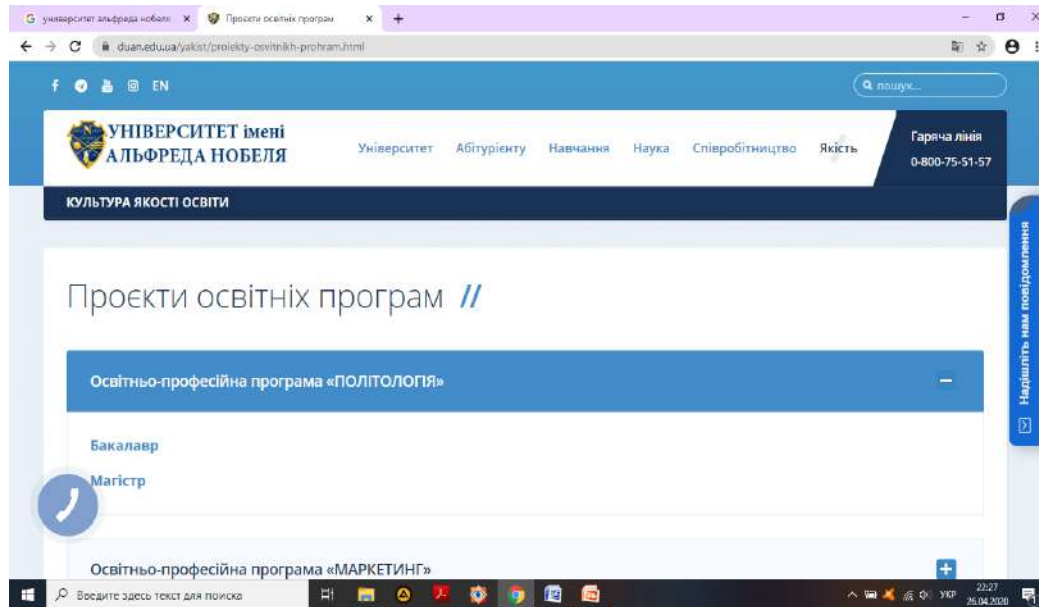 университет альфреда нобеля
Проєкти освітніх програм
duan.edu.ua/yakist/proiekty-osvitnikh-prohram.html
EN
пошук...
УНІВЕРСИТЕТ імені
АЛЬФРЕДА НОБЕЛЯ
Університет Абітурієнту Навчання Наука Співробітництво Якість
Гаряча лінія
0-800-75-51-57
КУЛЬТУРА ЯКОСТІ ОСВІТИ
Надішліть нам повідомлення
Проєкти освітніх програм //
Освітньо-професійна програма «ПОЛІТОЛОГІЯ»
Бакалавр
Магістр
Освітньо-професійна програма «МАРКЕТИНГ»
Введите здесь текст для поиска
УКР
22:27
26.04.2020